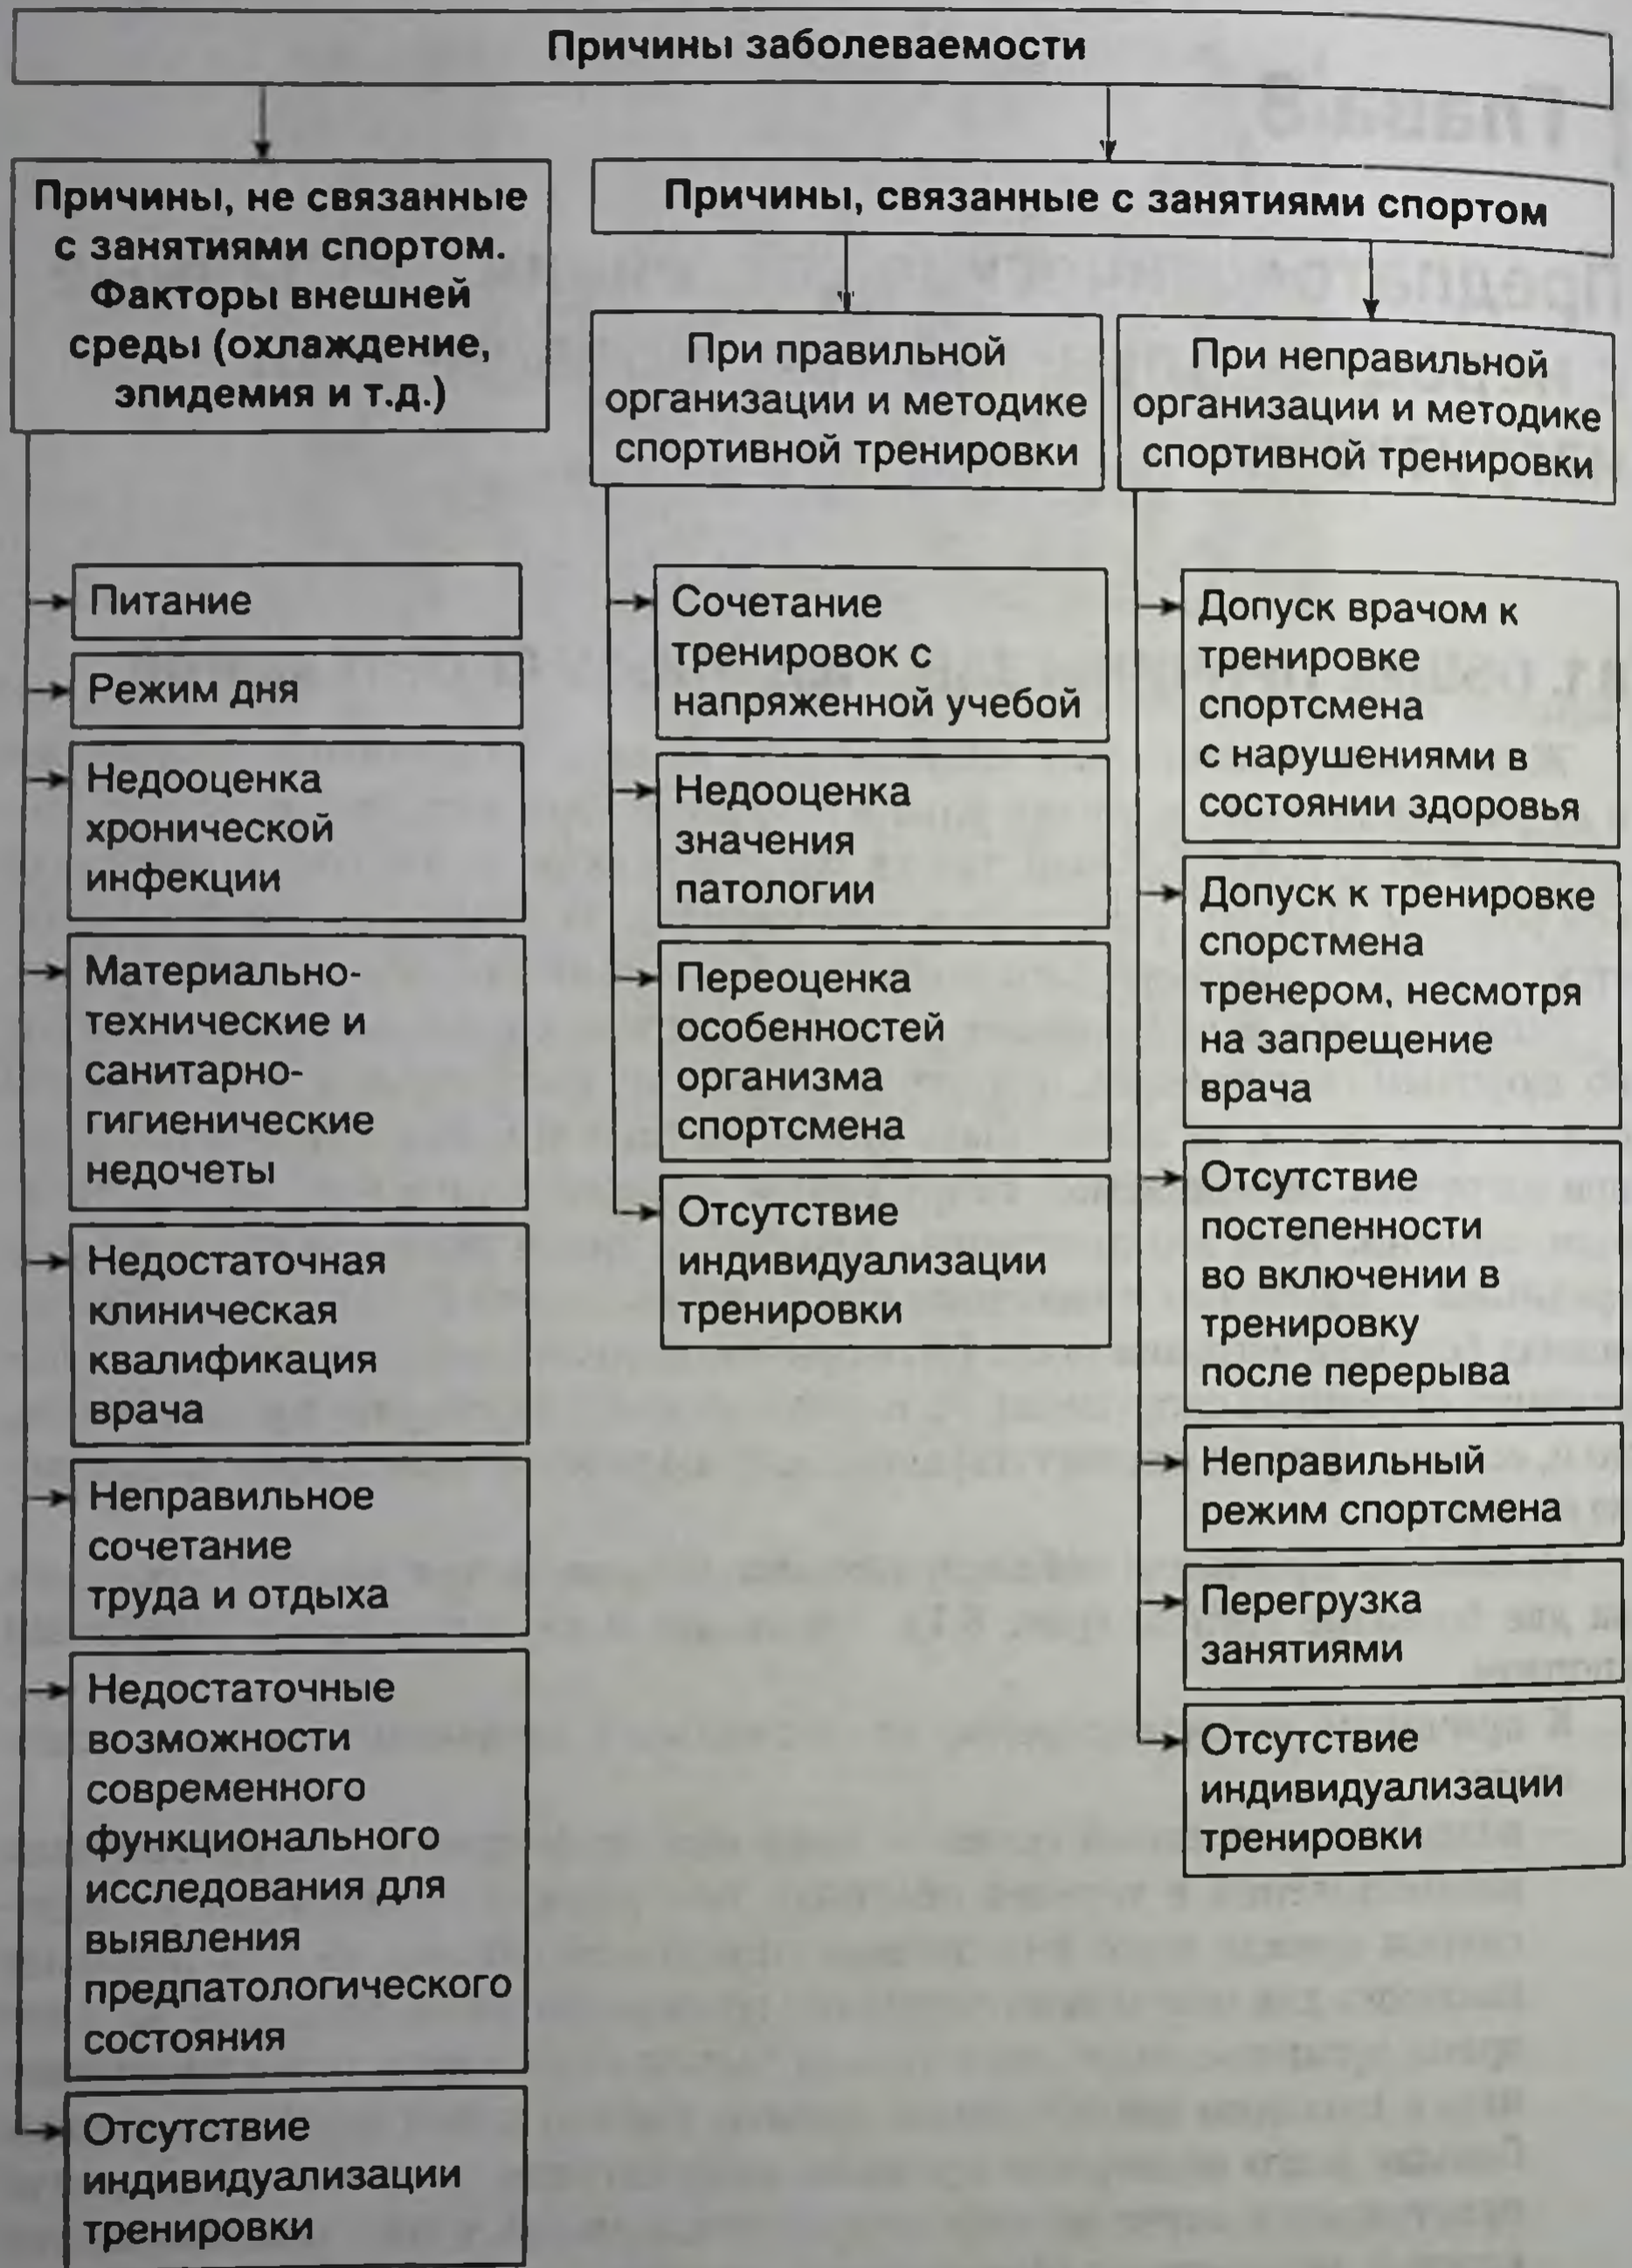 Причины заболеваемости
Причины, не связанные
с занятиями спортом.
Факторы внешней
среды (охлаждение,
эпидемия и т.д.)
Питание
Режим дня
Недооценка
хронической
инфекции
Материально-
технические и
санитарно-
гигиенические
недочеты
Недостаточная
клиническая
квалификация
врача
Неправильное
сочетание
труда и отдыха
Недостаточные
возможности
современного
функционального
исследования для
выявления
предпатологического
состояния
Отсутствие
индивидуализации
тренировки
Причины, связанные с занятиями спортом
При правильной
организации и методике
спортивной тренировки
Сочетание
тренировок с
напряженной учебой
Недооценка
значения
патологии
Переоценка
особенностей
организма
спортсмена
Отсутствие
индивидуализации
тренировки
При неправильной
организации и методике
спортивной тренировки
Допуск врачом к
тренировке
спортсмена
с нарушениями в
состоянии здоровья
Допуск к тренировке
спорстмена
тренером, несмотря
на запрещение
врача
Отсутствие
постепенности
во включении в
тренировку
после перерыва
Неправильный
режим спортсмена
Перегрузка
занятиями
Отсутствие
индивидуализации
тренировки